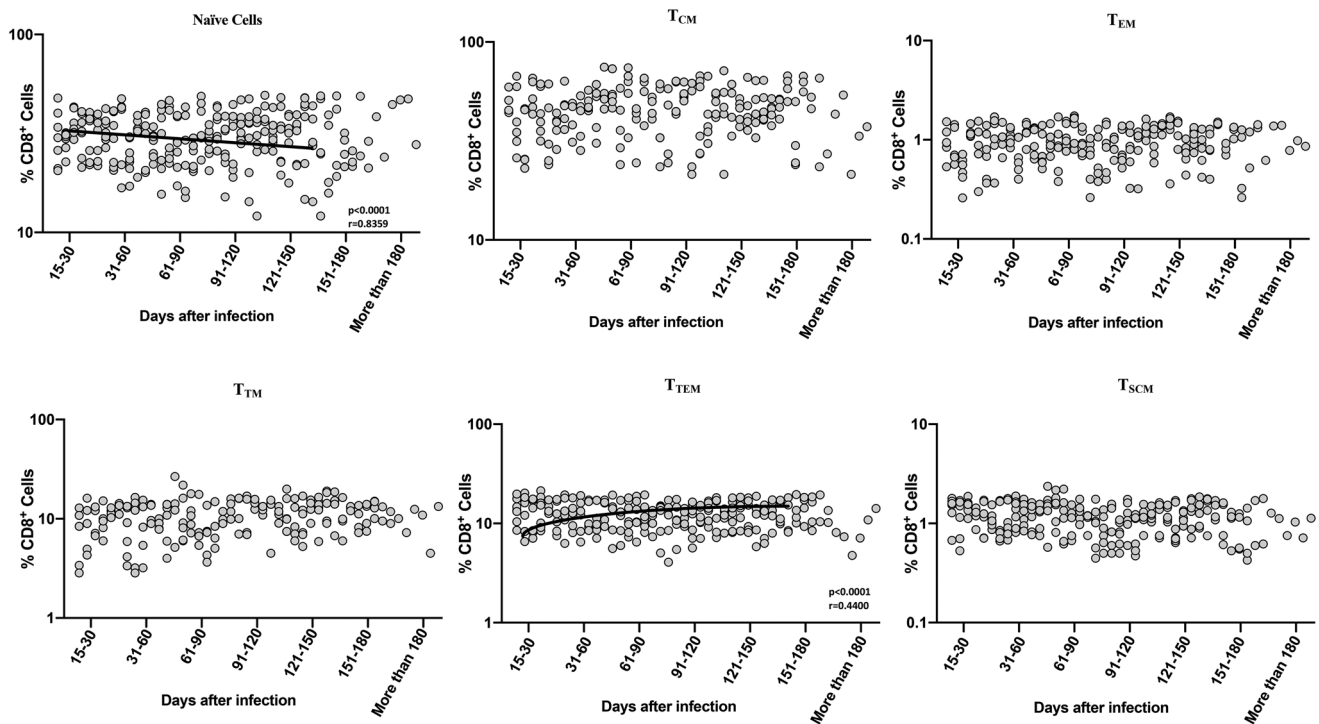 Naïve Cells
100
10
% CD8⁺ Cells
p<0.0001
r=0.8359
15-30
31-60
61-90
91-120
121-150
151-180
More than 180
Days after infection
T_CM
100
10
% CD8⁺ Cells
15-30
31-60
61-90
91-120
121-150
151-180
More than 180
Days after infection
T_EM
10
1
0.1
% CD8⁺ Cells
15-30
31-60
61-90
91-120
121-150
151-180
More than 180
Days after infection
T_TM
100
10
1
% CD8⁺ Cells
15-30
31-60
61-90
91-120
121-150
151-180
More than 180
Days after infection
T_TEM
100
10
1
% CD8⁺ Cells
p<0.0001
r=0.4400
15-30
31-60
61-90
91-120
121-150
151-180
More than 180
Days after infection
T_SCM
10
1
0.1
% CD8⁺ Cells
15-30
31-60
61-90
91-120
121-150
151-180
More than 180
Days after infection